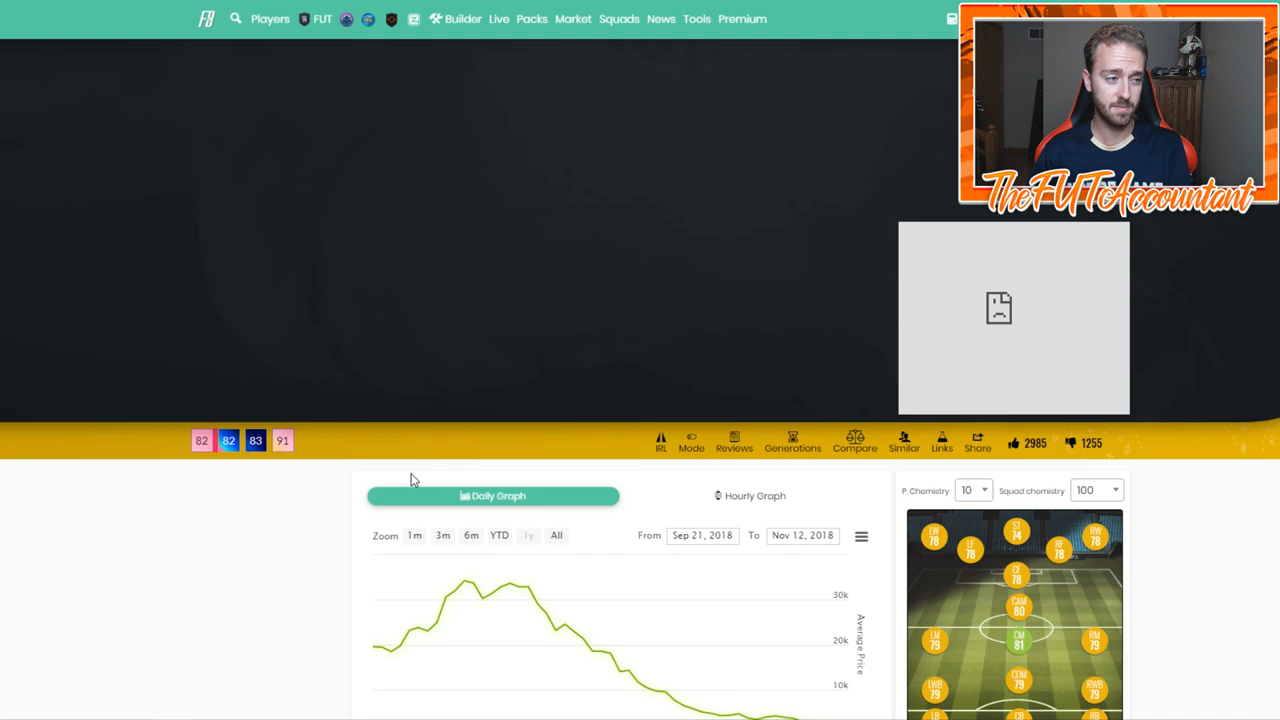 FB Players FUT Builder Live Packs Market Squads News Tools Premium
TheFUTAccountant
82 82 83 91
IRL Mode Reviews Generations Compare Similar Links Share 2985 1255
Daily Graph Hourly Graph
P. Chemistry 10 Squad chemistry 100
Zoom 1m 3m 6m YTD 1y All From Sep 21, 2018 To Nov 12, 2018
30k
20k
10k
Average Price
LW 78
ST 74
RW 78
LF 78
RF 78
CF 78
CAM 80
LM 79
CM 81
RM 79
CDM 79
LWB 79
RWB 79
LB
CB
RB